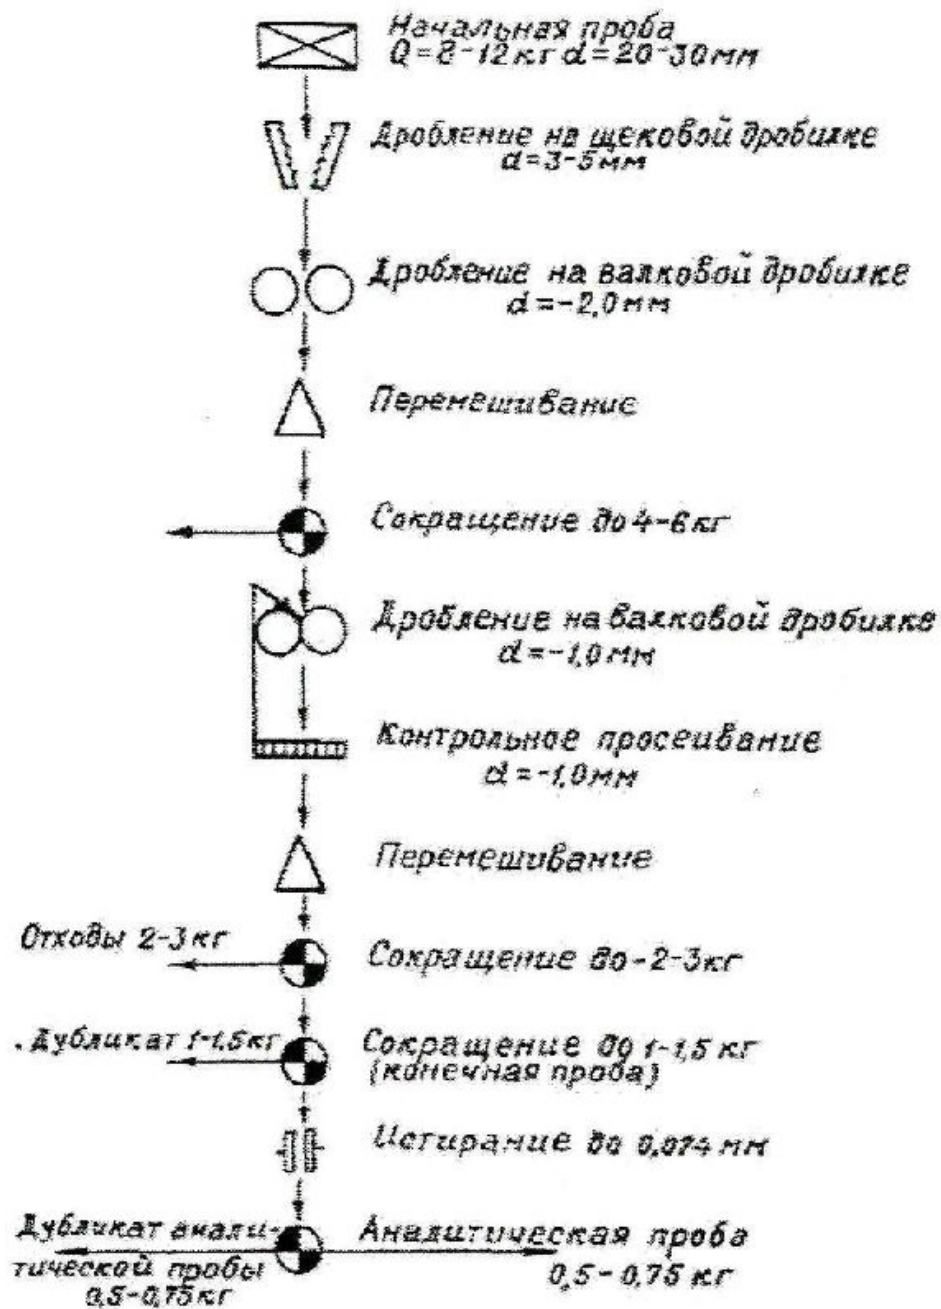 Начальная проба
Q=8-12кг d=20-30мм
Дробление на щековой дробилке
d=3-5мм
Дробление на валковой дробилке
d=-2,0мм
Перемешивание
Сокращение до 4-6кг
Дробление на валковой дробилке
d=-1,0мм
Контрольное просеивание
d=-1,0мм
Перемешивание
Отходы 2-3кг
Сокращение до-2-3кг
. Дубликат 1-1,5кг
Сокращение до 1-1,5 кг
(конечная проба)
Истирание до 0,074 мм
Дубликат анали-
тической пробы
0,5-0,75кг
Аналитическая проба
0,5-0,75 кг